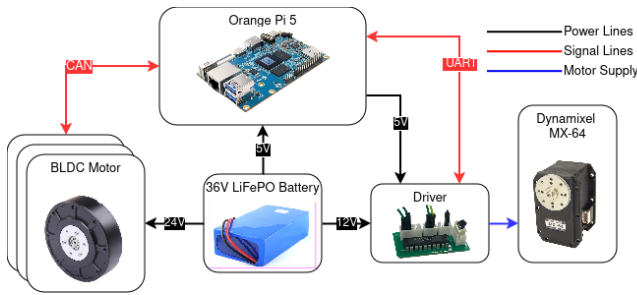 Orange Pi 5
Power Lines
Signal Lines
Motor Supply
CAN
UART
5V
5V
Dynamixel
MX-64
BLDC Motor
36V LiFePO Battery
Driver
24V
12V